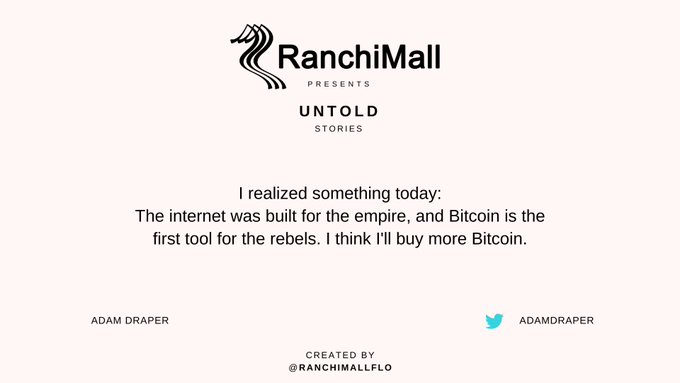 RanchiMall
PRESENTS
UNTOLD
STORIES
I realized something today:
The internet was built for the empire, and Bitcoin is the
first tool for the rebels. I think I'll buy more Bitcoin.
ADAM DRAPER
ADAMDRAPER
CREATED BY
@RANCHIMALLFLO